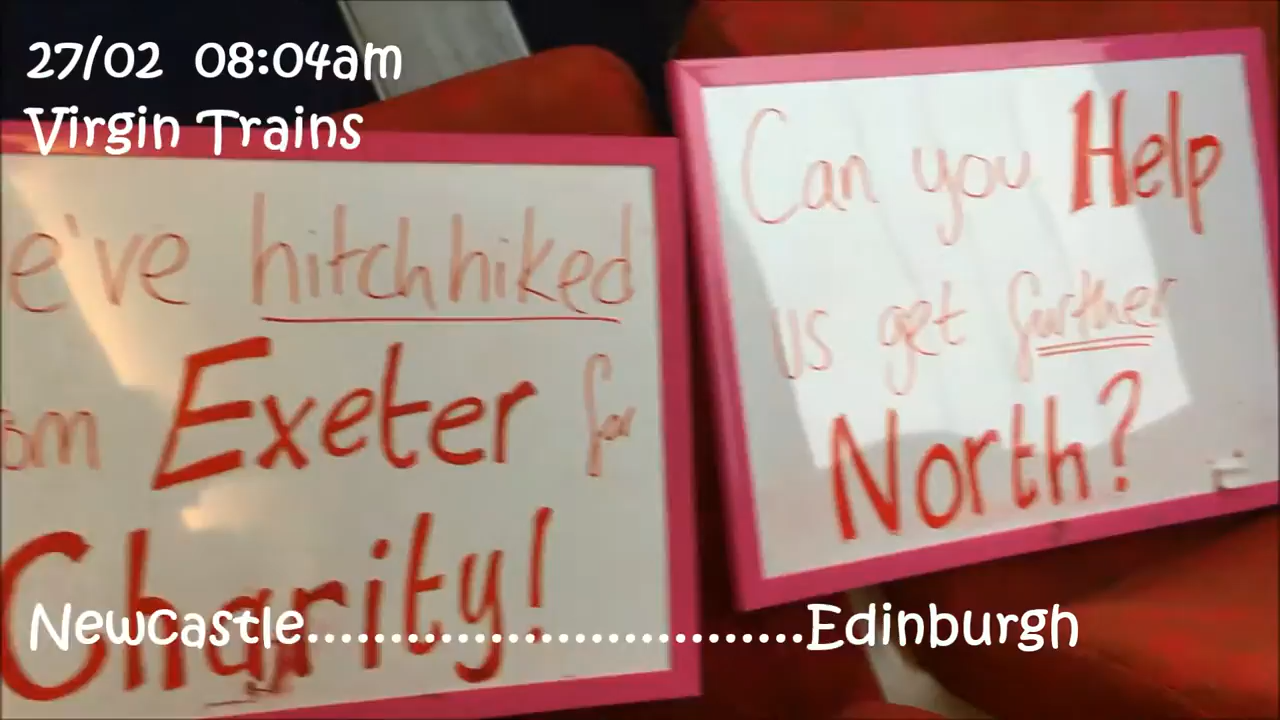 27/02 08:04am
Virgin Trains
e've hitchhiked
om Exeter for
Charity!
Can you Help
us get further
North?
Newcastle..............................Edinburgh